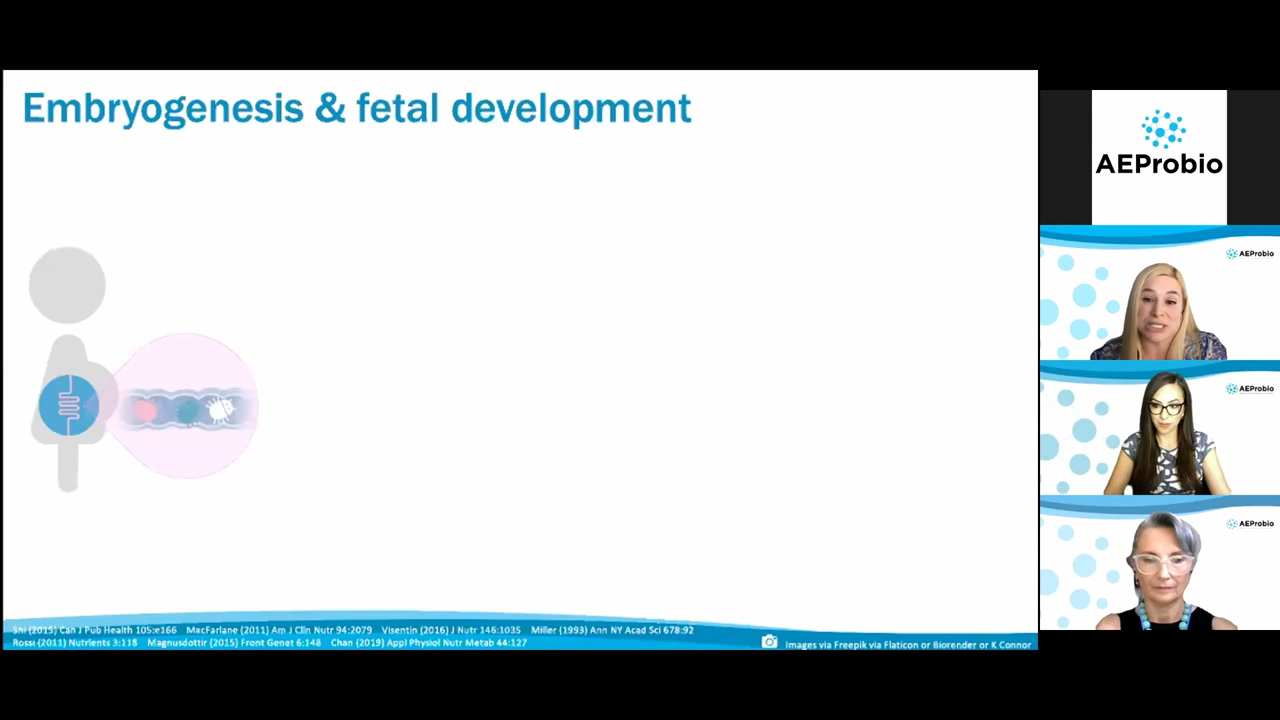 Embryogenesis & fetal development
AEProbio
AEProbio
AEProbio
AEProbio
Shi (2015) Can J Pub Health 105:e166 MacFarlane (2011) Am J Clin Nutr 94:2079 Visentin (2016) J Nutr 146:1035 Miller (1993) Ann NY Acad Sci 678:92
Rossi (2011) Nutrients 3:118 Magnusdottir (2015) Front Genet 6:148 Chan (2019) Appl Physiol Nutr Metab 44:127
Images via Freepik via Flaticon or Biorender or K Connor